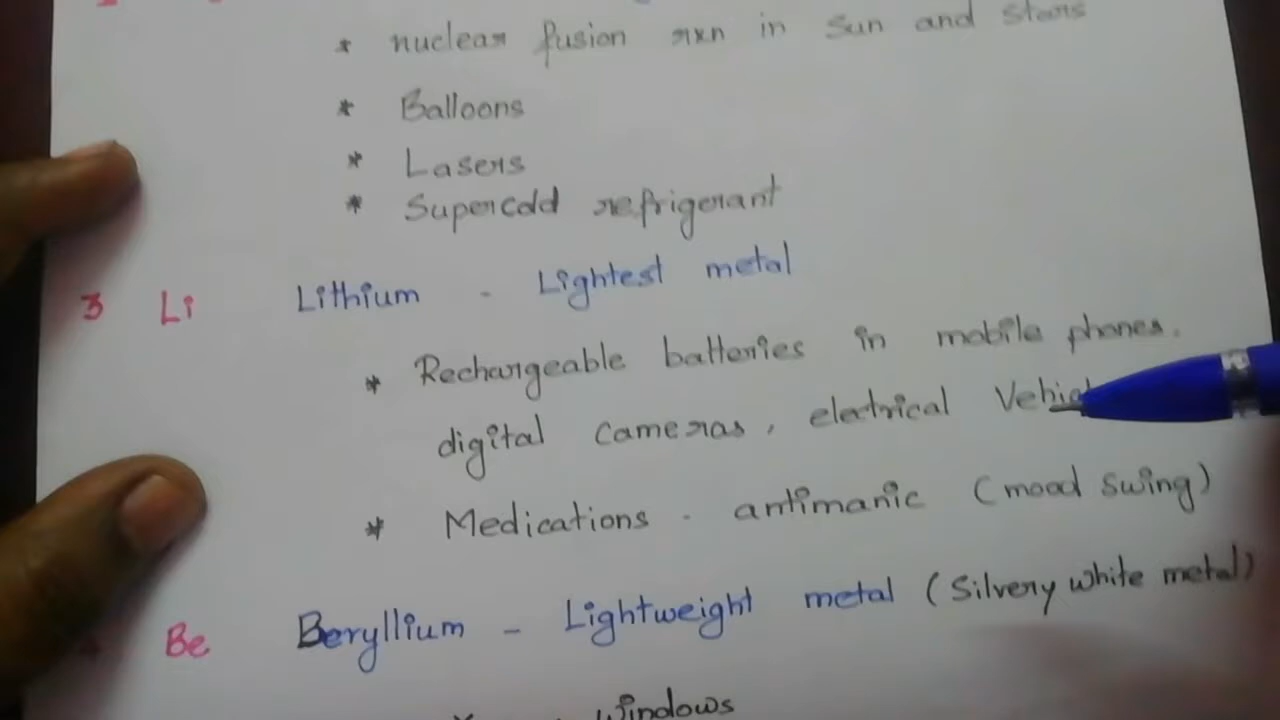 * nuclear fusion rxn in Sun and stars
* Balloons
* Lasers
* Supercold refrigerant
3 Li Lithium - Lightest metal
* Rechargeable batteries in mobile phones.
digital cameras, electrical
* Medications - antimanic (mood swing)
Be Beryllium - Lightweight metal (Silvery white metal)
windows